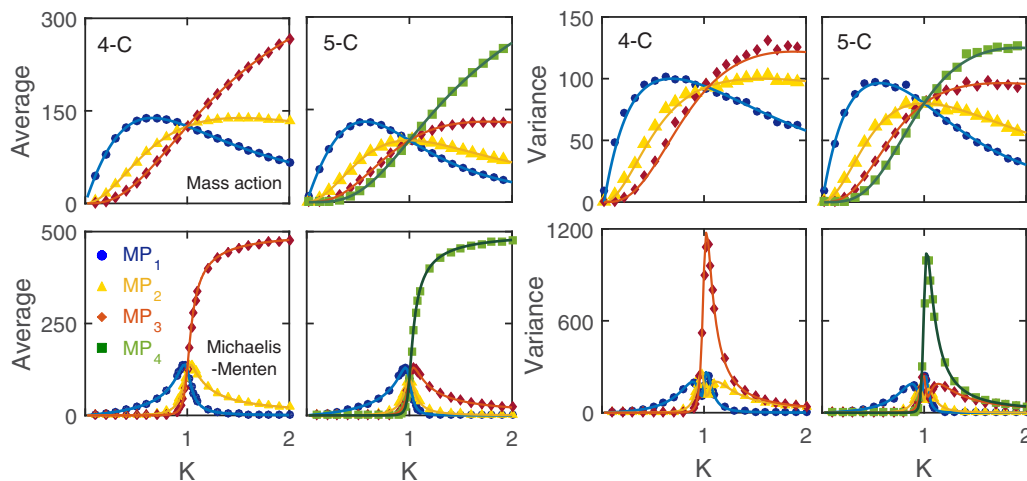 300
150
0
Average
4-C
Mass action
5-C
150
100
50
0
Variance
4-C
5-C
500
250
0
Average
MP1
MP2
MP3
MP4
Michaelis
-Menten
1
2
K
1
2
K
1200
600
0
Variance
1
2
K
1
2
K